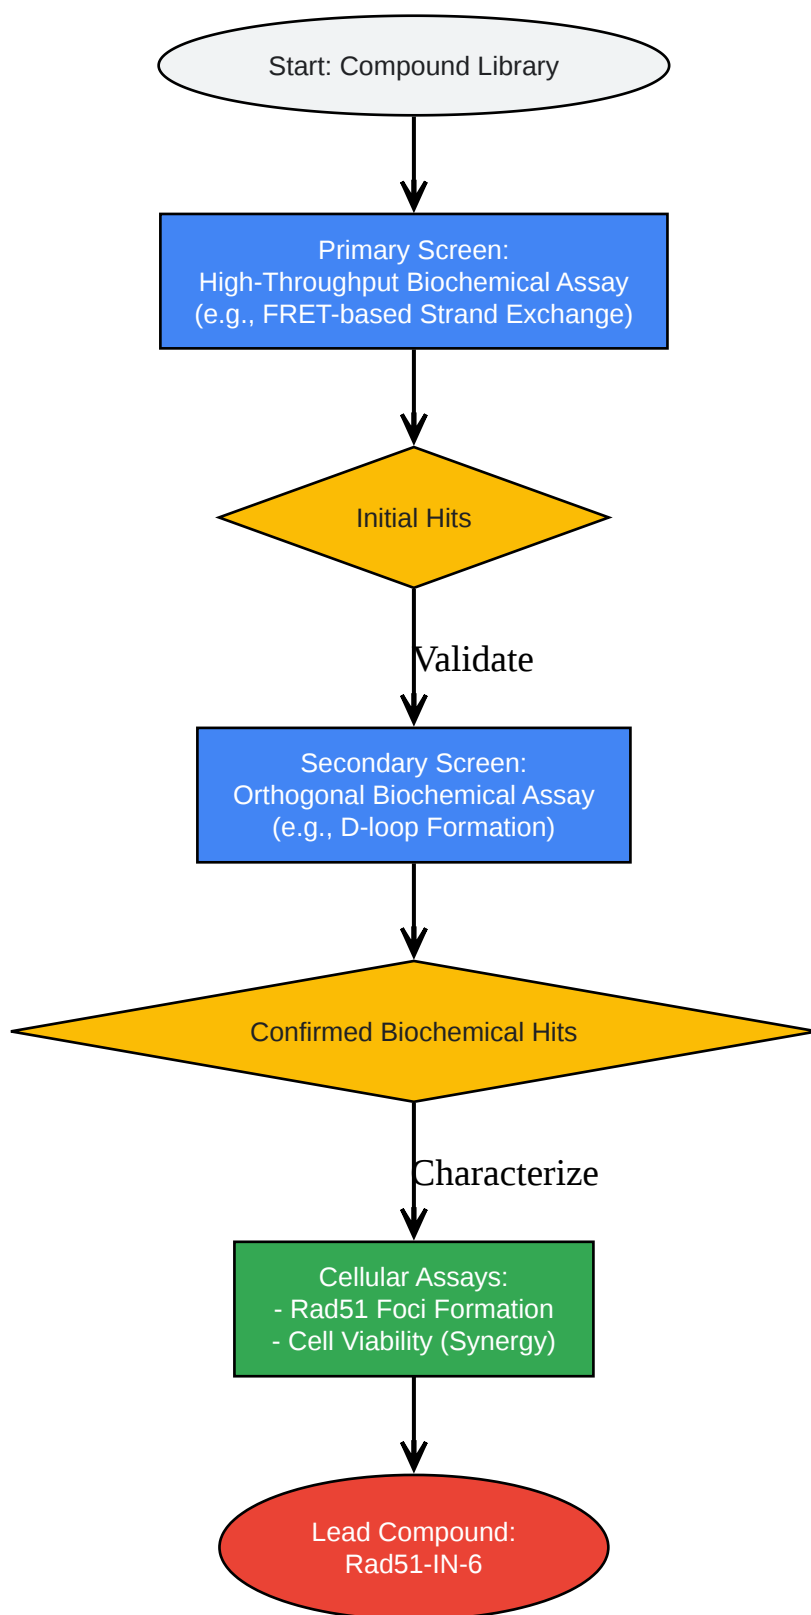 Start: Compound Library
Primary Screen:
High-Throughput Biochemical Assay
(e.g., FRET-based Strand Exchange)
Initial Hits
Validate
Secondary Screen:
Orthogonal Biochemical Assay
(e.g., D-loop Formation)
Confirmed Biochemical Hits
Characterize
Cellular Assays:
- Rad51 Foci Formation
- Cell Viability (Synergy)
Lead Compound:
Rad51-IN-6